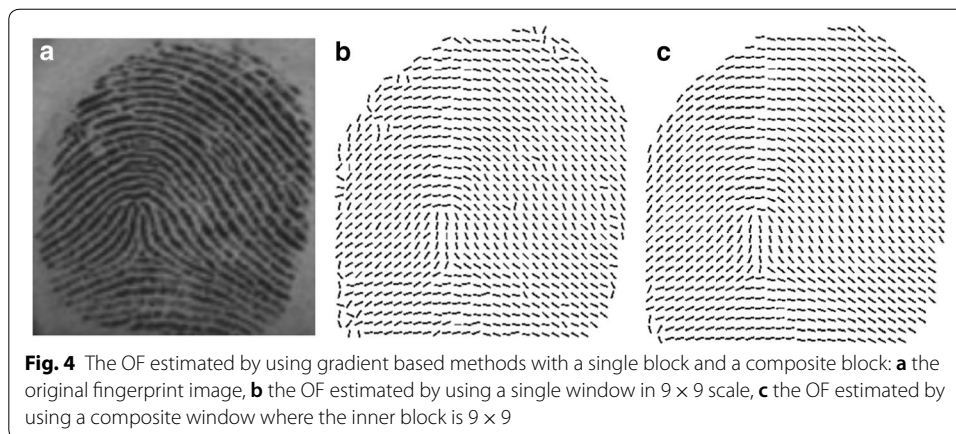 a
b
c
Fig. 4 The OF estimated by using gradient based methods with a single block and a composite block: a the
original fingerprint image, b the OF estimated by using a single window in 9 × 9 scale, c the OF estimated by
using a composite window where the inner block is 9 × 9